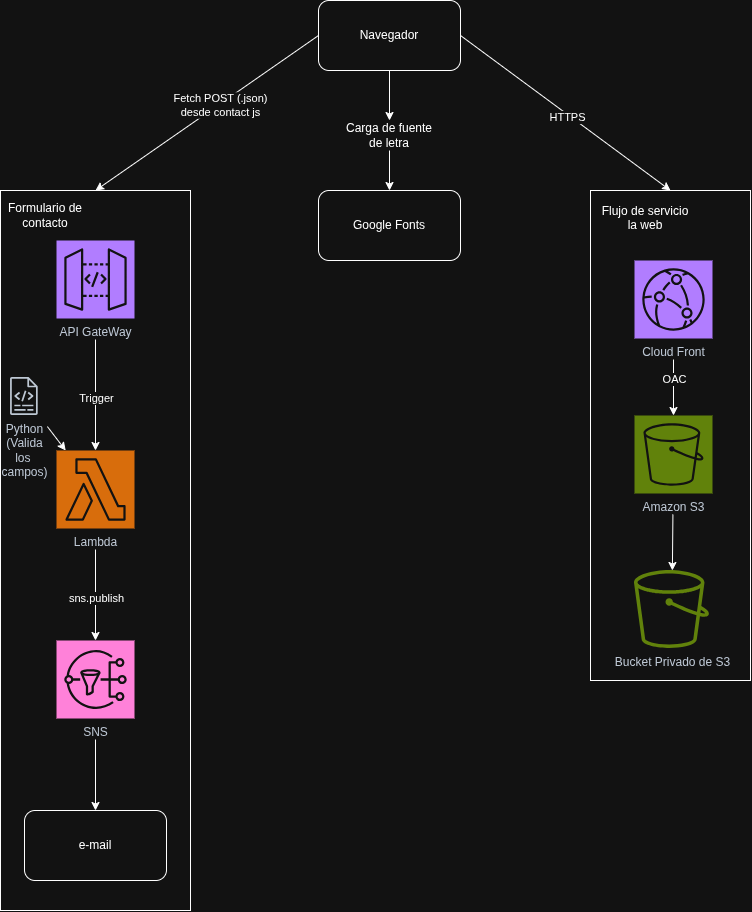 Navegador
Fetch POST (.json)
desde contact js
Carga de fuente
de letra
HTTPS
Google Fonts
Formulario de
contacto
API GateWay
Trigger
Python
(Valida
los
campos)
Lambda
sns.publish
SNS
e-mail
Flujo de servicio
la web
Cloud Front
OAC
Amazon S3
Bucket Privado de S3